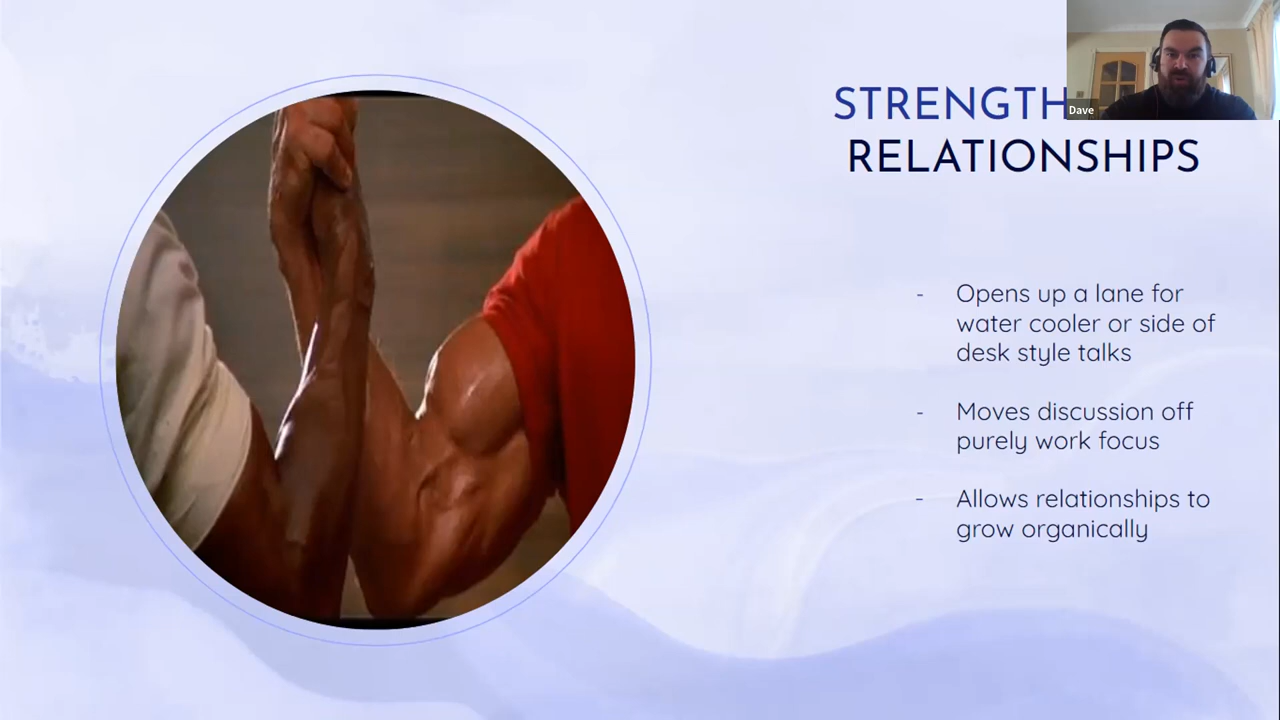 STRENGTH
Dave
RELATIONSHIPS
- Opens up a lane for
water cooler or side of
desk style talks
- Moves discussion off
purely work focus
- Allows relationships to
grow organically